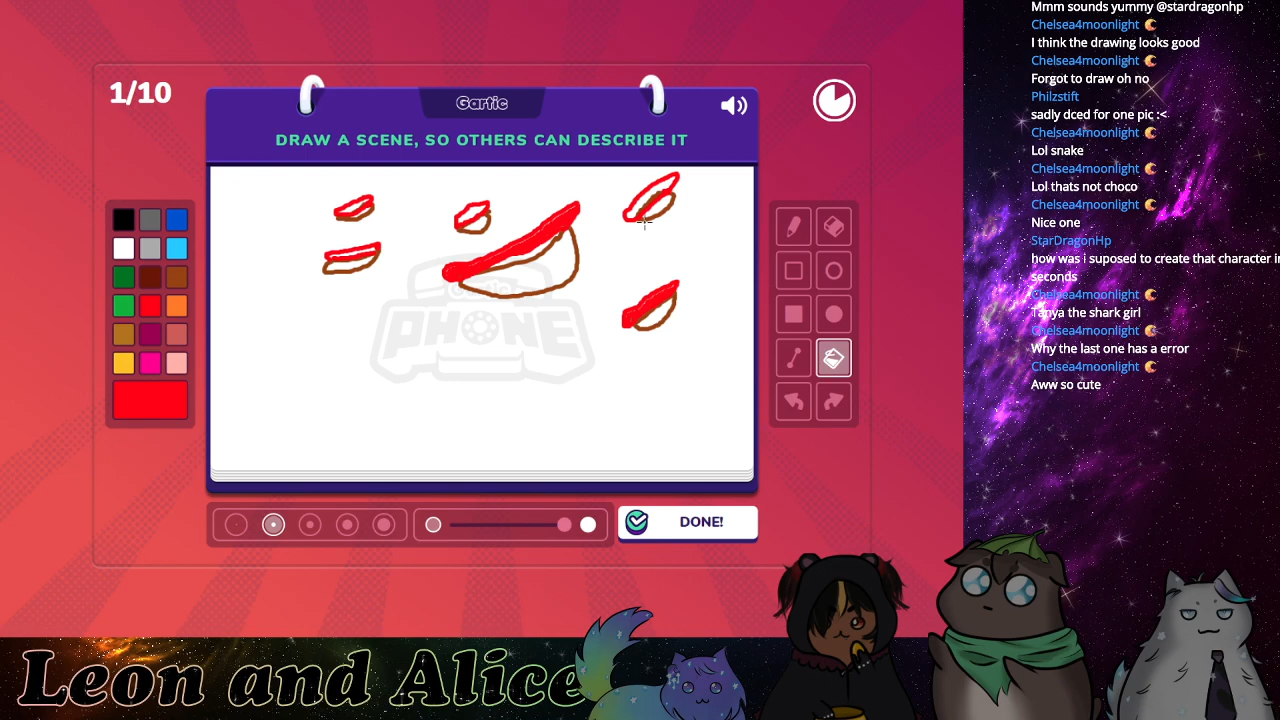 1/10
Gartic
DRAW A SCENE, SO OTHERS CAN DESCRIBE IT
Gartic
PHONE
DONE!
Mmm sounds yummy @stardragonhp
Chelsea4moonlight
I think the drawing looks good
Chelsea4moonlight
Forgot to draw oh no
Philzstift
sadly dced for one pic :<
Chelsea4moonlight
Lol snake
Chelsea4moonlight
Lol thats not choco
Chelsea4moonlight
Nice one
StarDragonHp
how was i suposed to create that character in
seconds
Chelsea4moonlight
Tanya the shark girl
Chelsea4moonlight
Why the last one has a error
Chelsea4moonlight
Aww so cute
Leon and Alice